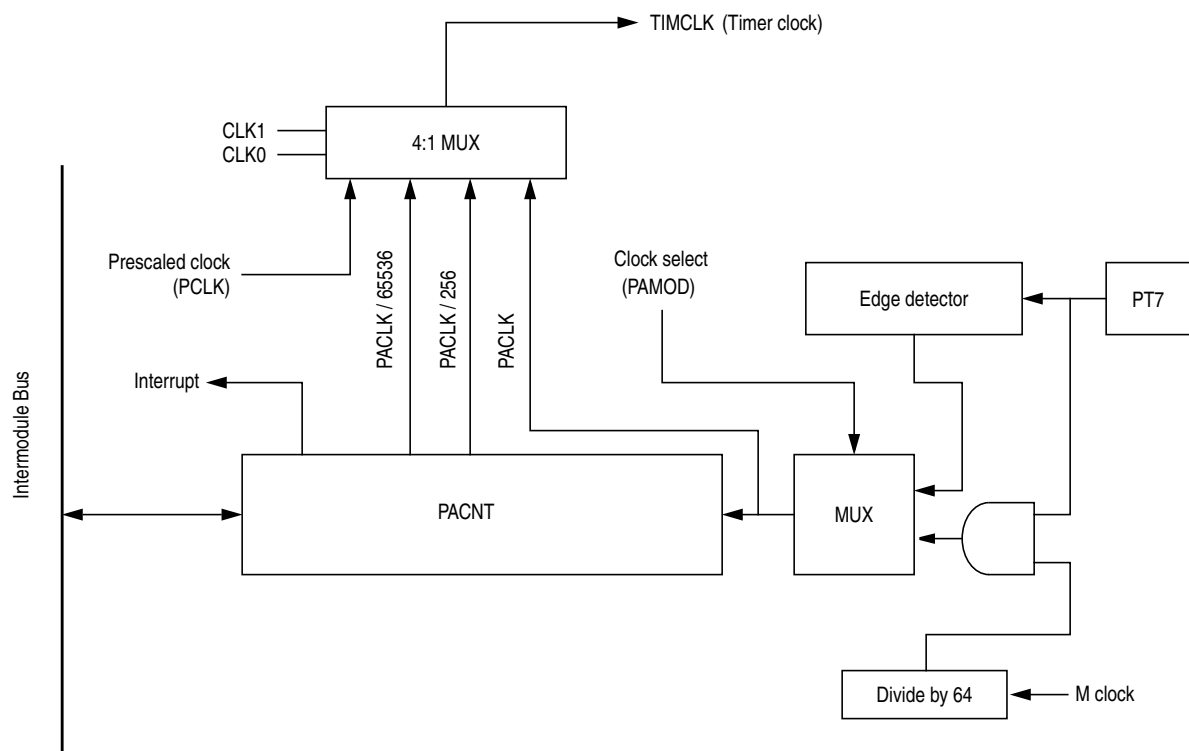 TIMCLK (Timer clock)
CLK1
CLK0
4:1 MUX
Prescaled clock
(PCLK)
PACLK / 65536
PACLK / 256
PACLK
Clock select
(PAMOD)
Edge detector
PT7
Interrupt
Intermodule Bus
PACNT
MUX
Divide by 64
M clock